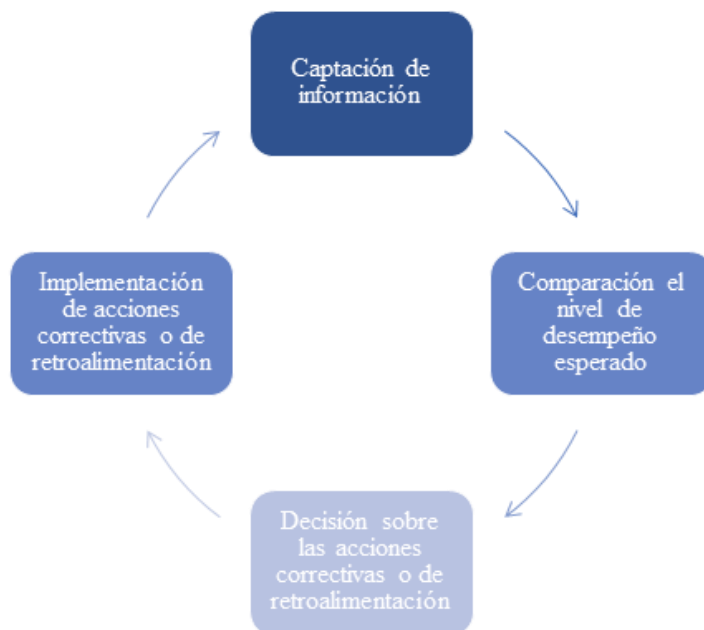 Captación de
información
Comparación el
nivel de
desempeño
esperado
Decisión sobre
las acciones
correctivas o de
retroalimentación
Implementación
de acciones
correctivas o de
retroalimentación